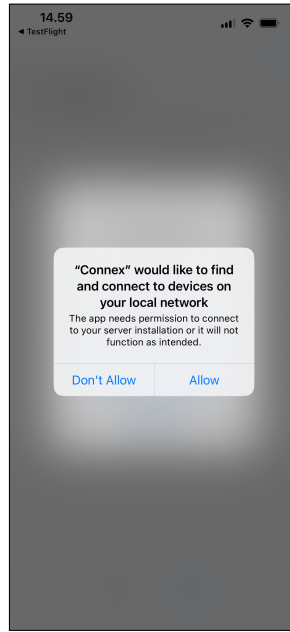 14.59
◀ TestFlight
“Connex” would like to find
and connect to devices on
your local network
The app needs permission to connect
to your server installation or it will not
function as intended.
Don't Allow
Allow